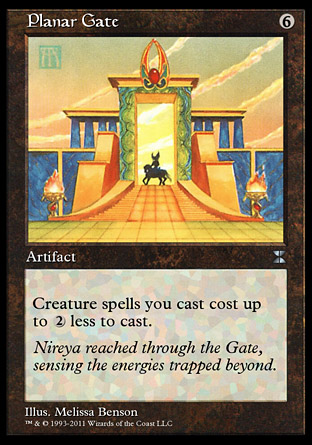 Planar Gate 6
Artifact
Creature spells you cast cost up
to 2 less to cast.
Nireya reached through the Gate,
sensing the energies trapped beyond.
Illus. Melissa Benson
™ & © 1993-2011 Wizards of the Coast LLC